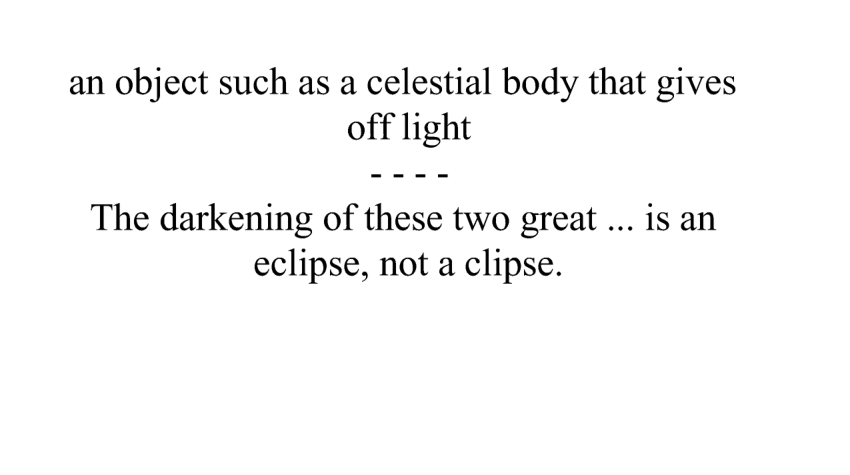 an object such as a celestial body that gives
off light
- - - -
The darkening of these two great ... is an
eclipse, not a clipse.